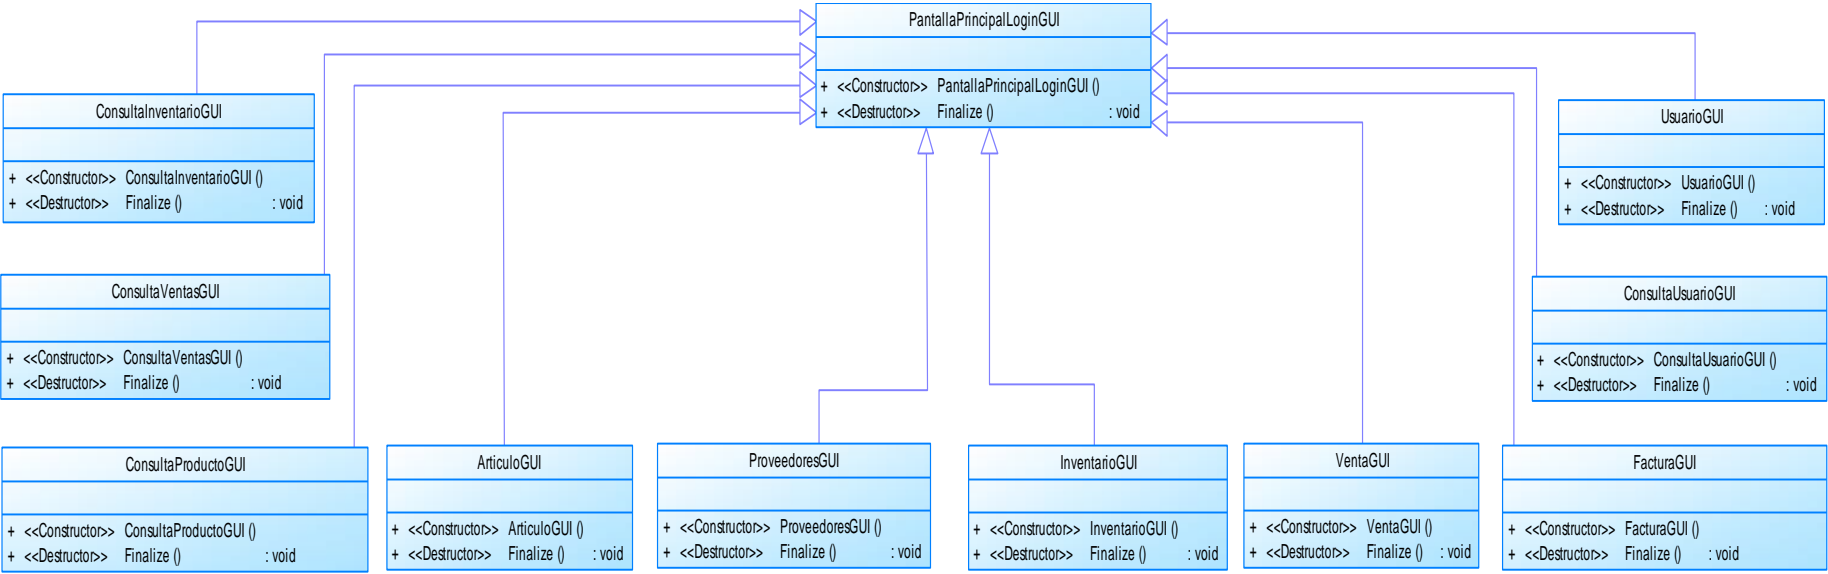 PantallaPrincipalLoginGUI
+ <<Constructor>> PantallaPrincipalLoginGUI ()
+ <<Destructor>> Finalize () : void
ConsultaInventarioGUI
+ <<Constructor>> ConsultaInventarioGUI ()
+ <<Destructor>> Finalize () : void
UsuarioGUI
+ <<Constructor>> UsuarioGUI ()
+ <<Destructor>> Finalize () : void
ConsultaVentasGUI
+ <<Constructor>> ConsultaVentasGUI ()
+ <<Destructor>> Finalize () : void
ConsultaUsuarioGUI
+ <<Constructor>> ConsultaUsuarioGUI ()
+ <<Destructor>> Finalize () : void
ConsultaProductoGUI
+ <<Constructor>> ConsultaProductoGUI ()
+ <<Destructor>> Finalize () : void
ArticuloGUI
+ <<Constructor>> ArticuloGUI ()
+ <<Destructor>> Finalize () : void
ProveedoresGUI
+ <<Constructor>> ProveedoresGUI ()
+ <<Destructor>> Finalize () : void
InventarioGUI
+ <<Constructor>> InventarioGUI ()
+ <<Destructor>> Finalize () : void
VentaGUI
+ <<Constructor>> VentaGUI ()
+ <<Destructor>> Finalize () : void
FacturaGUI
+ <<Constructor>> FacturaGUI ()
+ <<Destructor>> Finalize () : void